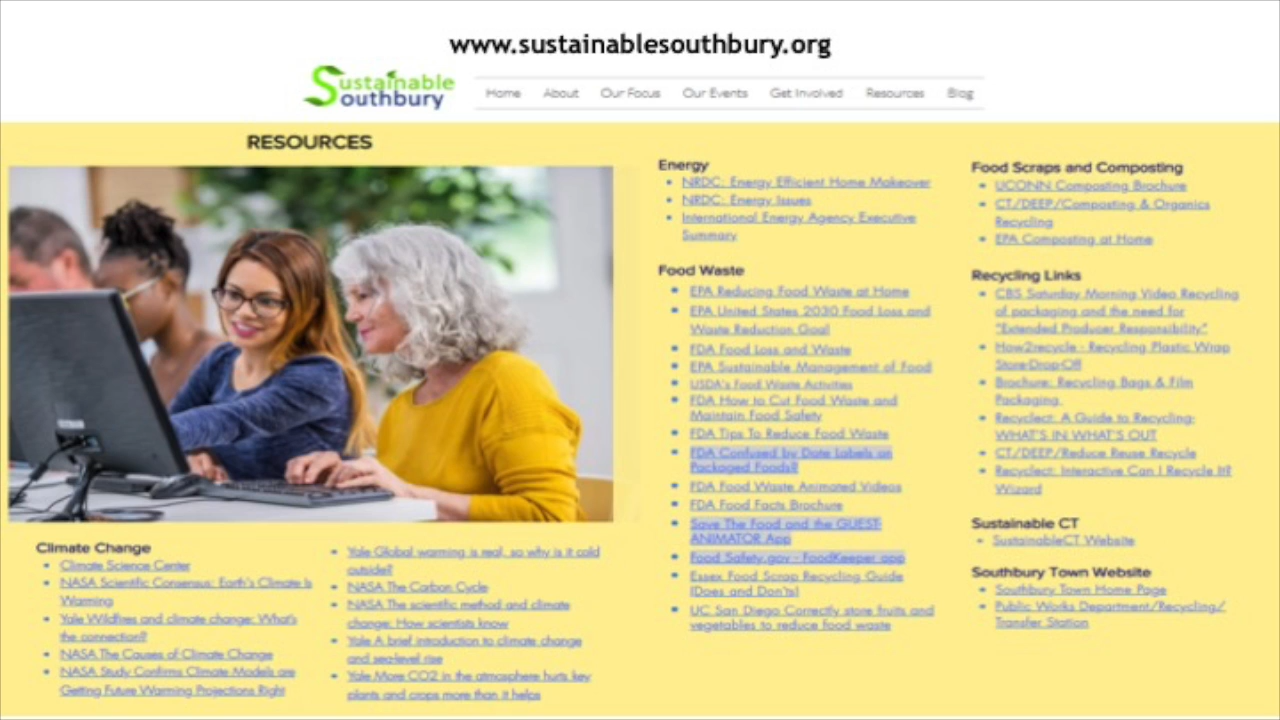 www.sustainablesouthbury.org
Sustainable
Southbury
Home About Our Focus Our Events Get Involved Resources Blog
RESOURCES
Climate Change
Climate Science Center
NASA Scientific Consensus: Earth's Climate Is
Warming
Yale Wildfires and climate change: What's
the connection?
NASA The Causes of Climate Change
NASA Study Confirms Climate Models are
Getting Future Warming Projections Right
Yale Global warming is real, so why is it cold
outside?
NASA The Carbon Cycle
NASA The scientific method and climate
change: How scientists know
Yale A brief introduction to climate change
and sea-level rise
Yale More CO2 in the atmosphere hurts key
plants and crops more than it helps
Energy
NRDC: Energy Efficient Home Makeover
NRDC: Energy Issues
International Energy Agency Executive
Summary
Food Waste
EPA Reducing Food Waste at Home
EPA United States 2030 Food Loss and
Waste Reduction Goal
FDA Food Loss and Waste
EPA Sustainable Management of Food
USDA's Food Waste Activities
FDA How to Cut Food Waste and
Maintain Food Safety
FDA Tips To Reduce Food Waste
FDA Confused by Date Labels on
Packaged Foods?
FDA Food Waste Animated Videos
FDA Food Facts Brochure
Save The Food and the GUEST-
ANIMATOR App
Food Safety.gov - FoodKeeper app
Essex Food Scrap Recycling Guide
(Does and Don'ts)
UC San Diego Correctly store fruits and
vegetables to reduce food waste
Food Scraps and Composting
UCONN Composting Brochure
CT/DEEP/Composting & Organics
Recycling
EPA Composting at Home
Recycling Links
CBS Saturday Morning Video Recycling
of packaging and the need for
"Extended Producer Responsibility"
How2recycle - Recycling Plastic Wrap
Store-Drop-Off
Brochure: Recycling Bags & Film
Packaging
Recyclect: A Guide to Recycling-
WHAT'S IN WHAT'S OUT
CT/DEEP/Reduce Reuse Recycle
Recyclect: Interactive Can I Recycle It?
Wizard
Sustainable CT
SustainableCT Website
Southbury Town Website
Southbury Town Home Page
Public Works Department/Recycling/
Transfer Station